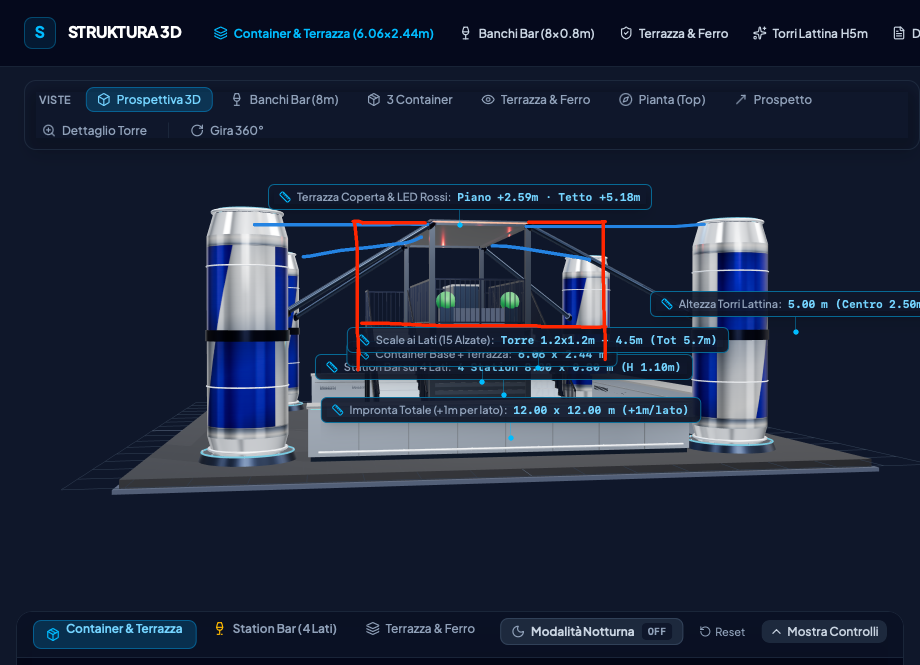 S STRUKTURA 3D Container & Terrazza (6.06×2.44m) Banchi Bar (8×0.8m) Terrazza & Ferro Torri Lattina H5m D
VISTE Prospettiva 3D Banchi Bar (8m) 3 Container Terrazza & Ferro Pianta (Top) Prospetto
Dettaglio Torre Gira 360°
Terrazza Coperta & LED Rossi: Piano +2.59m · Tetto +5.18m
Altezza Torri Lattina: 5.00 m (Centro 2.50m
Scale ai Lati (15 Alzate): Torre 1.2x1.2m - 4.5m (Tot 5.7m)
Container Base + Terrazza: 6.06 x 2.44 m
Station Bar su 4 Lati: 4 Station 8.00 x 0.80 m (H 1.10m)
Impronta Totale (+1m per lato): 12.00 x 12.00 m (+1m/lato)
Container & Terrazza Station Bar (4 Lati) Terrazza & Ferro Modalità Notturna OFF Reset Mostra Controlli